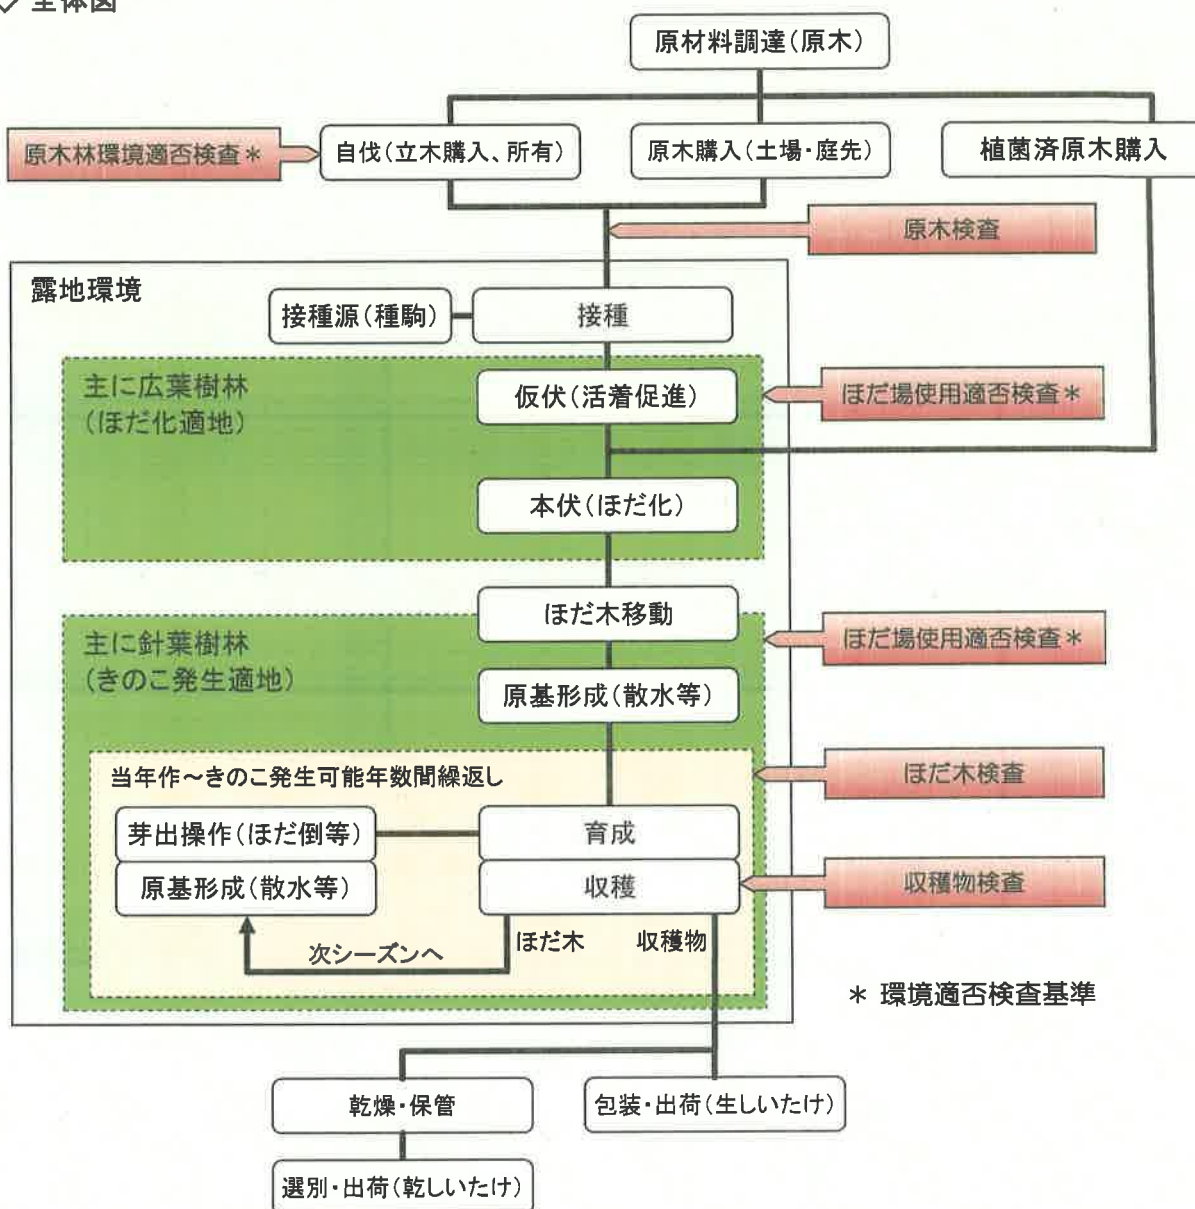 全体図
原材料調達(原木)
原木林環境適否検査＊
自伐(立木購入、所有)
原木購入(土場・庭先)
植菌済原木購入
原木検査
露地環境
接種源(種駒)
接種
主に広葉樹林
(ほだ化適地)
仮伏(活着促進)
ほだ場使用適否検査＊
本伏(ほだ化)
ほだ木移動
主に針葉樹林
(きのこ発生適地)
ほだ場使用適否検査＊
原基形成(散水等)
当年作～きのこ発生可能年数間繰返し
ほだ木検査
芽出操作(ほだ倒等)
育成
原基形成(散水等)
収穫
収穫物検査
ほだ木
収穫物
次シーズンへ
＊ 環境適否検査基準
乾燥・保管
包装・出荷(生しいたけ)
選別・出荷(乾しいたけ)